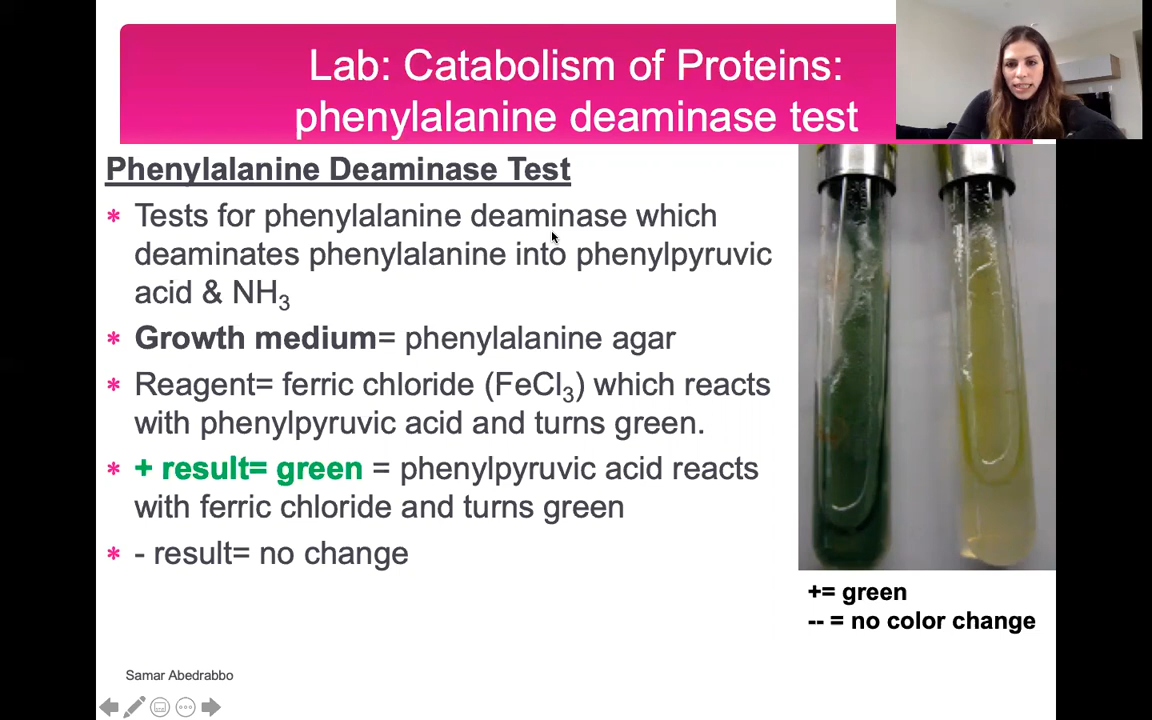 Lab: Catabolism of Proteins:
phenylalanine deaminase test
Phenylalanine Deaminase Test
* Tests for phenylalanine deaminase which
deaminates phenylalanine into phenylpyruvic
acid & NH₃
* Growth medium= phenylalanine agar
* Reagent= ferric chloride (FeCl₃) which reacts
with phenylpyruvic acid and turns green.
* + result= green = phenylpyruvic acid reacts
with ferric chloride and turns green
* - result= no change
+= green
-- = no color change
Samar Abedrabbo